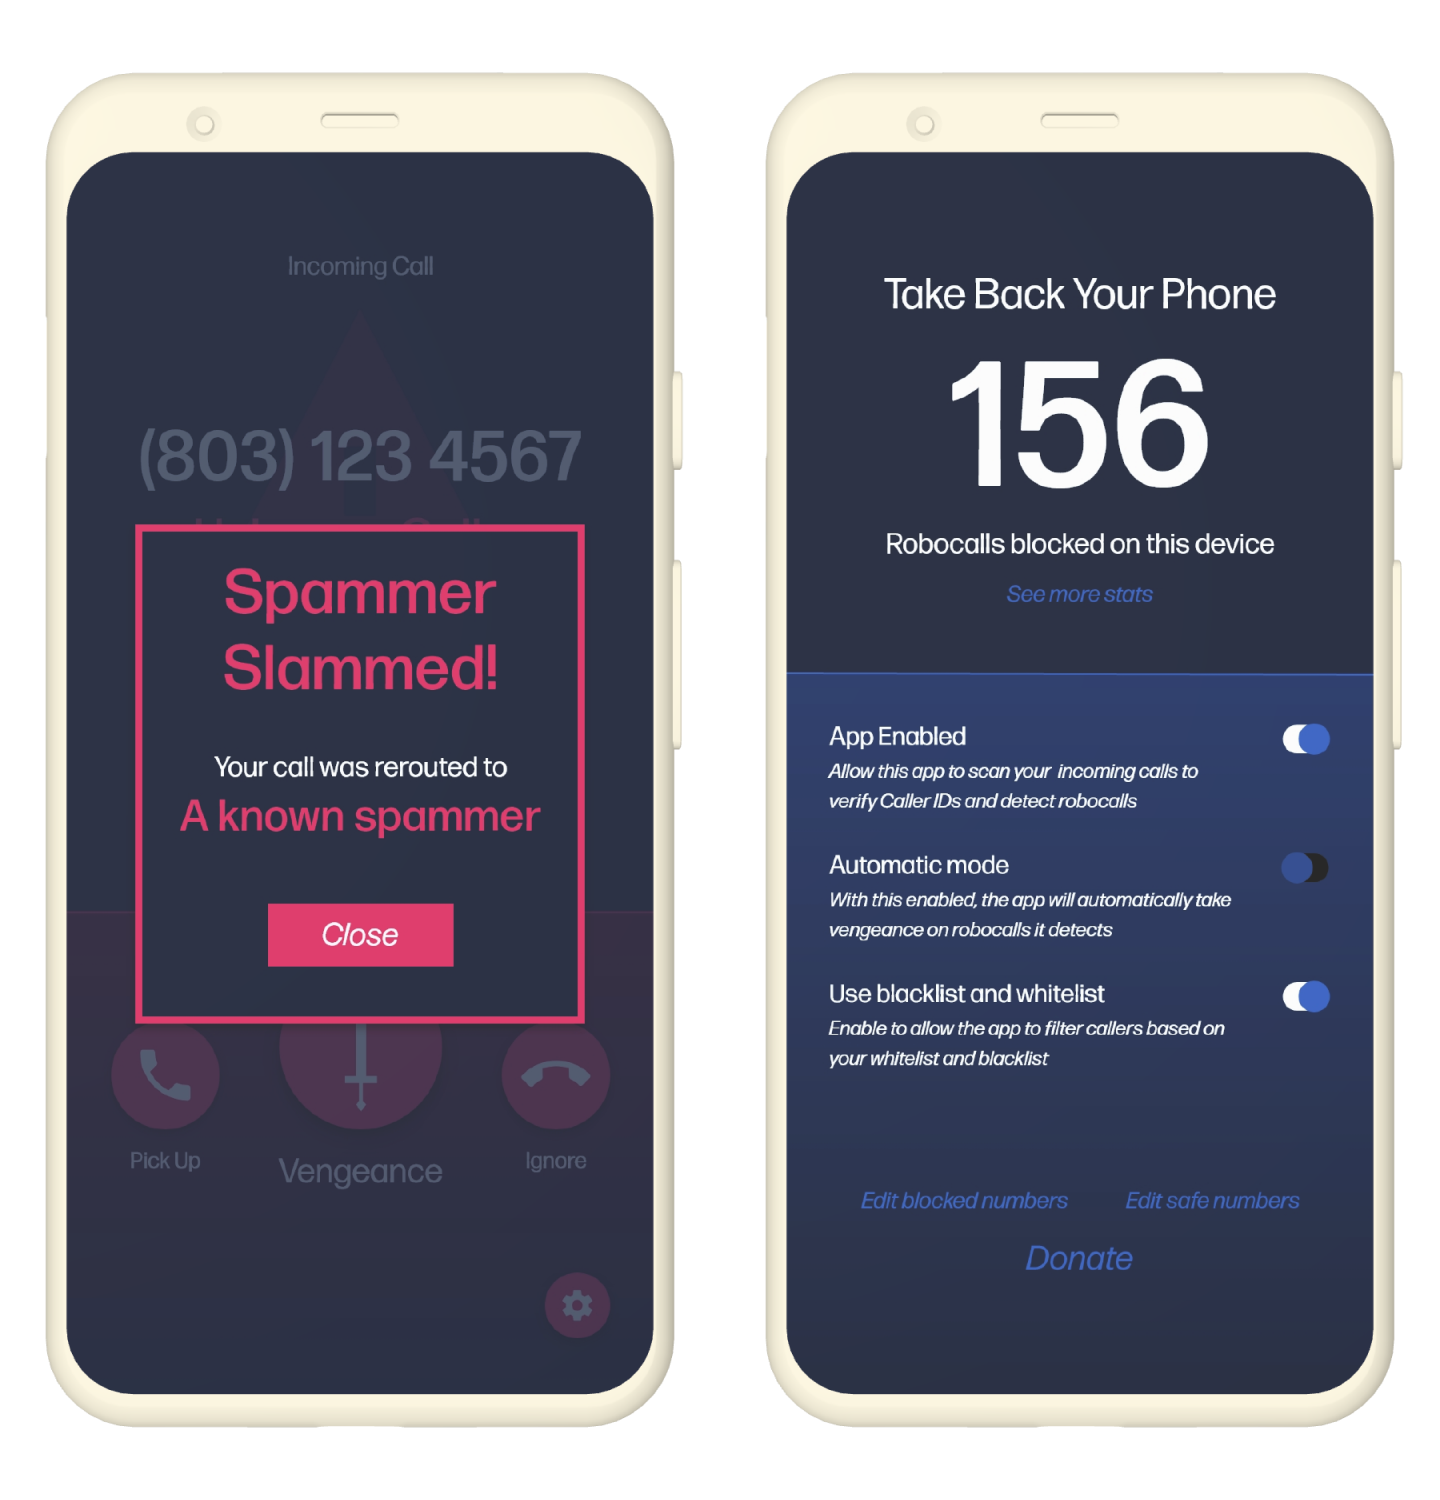 Incoming Call
(803) 123 4567
Spammer
Slammed!
Your call was rerouted to
A known spammer
Close
Pick Up
Vengeance
Ignore
Take Back Your Phone
156
Robocalls blocked on this device
See more stats
App Enabled
Allow this app to scan your incoming calls to
verify Caller IDs and detect robocalls
Automatic mode
With this enabled, the app will automatically take
vengeance on robocalls it detects
Use blacklist and whitelist
Enable to allow the app to filter callers based on
your whitelist and blacklist
Edit blocked numbers
Edit safe numbers
Donate